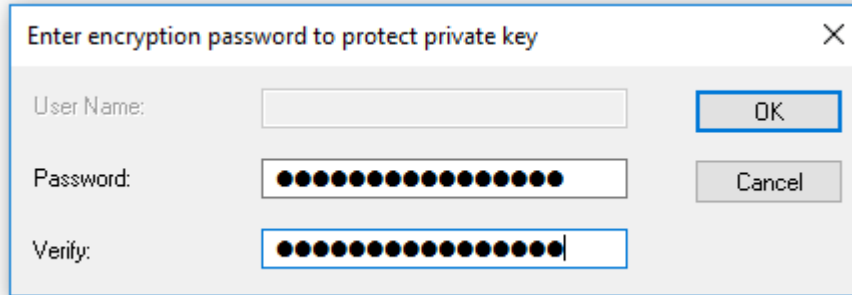 Enter encryption password to protect private key
User Name:
OK
Password: ●●●●●●●●●●●●●●●●
Cancel
Verify: ●●●●●●●●●●●●●●●●